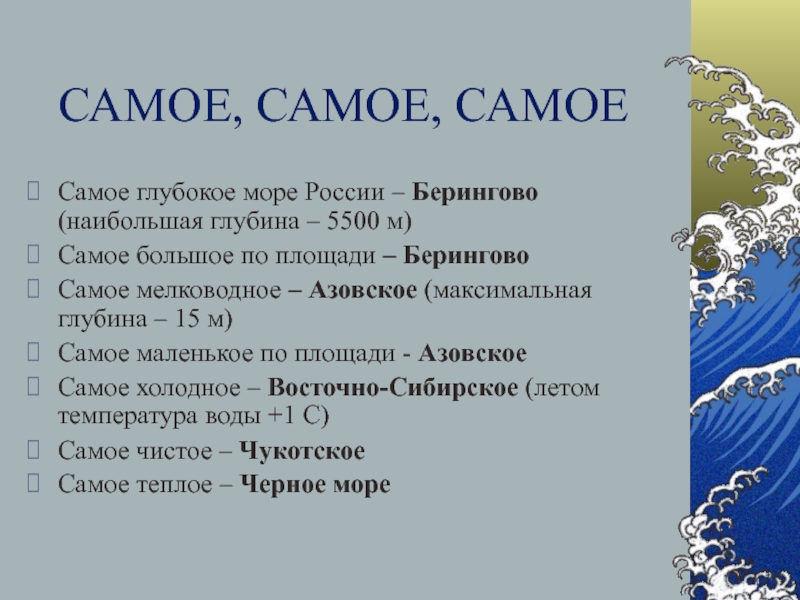 САМОЕ, САМОЕ, САМОЕ
Самое глубокое море России – Берингово
(наибольшая глубина – 5500 м)
Самое большое по площади – Берингово
Самое мелководное – Азовское (максимальная
глубина – 15 м)
Самое маленькое по площади - Азовское
Самое холодное – Восточно-Сибирское (летом
температура воды +1 С)
Самое чистое – Чукотское
Самое теплое – Черное море